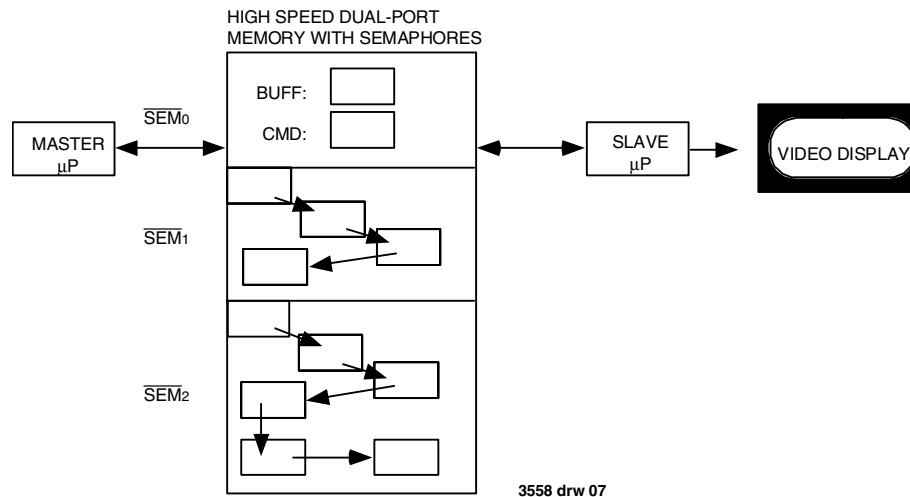 HIGH SPEED DUAL-PORT
MEMORY WITH SEMAPHORES
BUFF:
CMD:
SEM0
MASTER
μP
SLAVE
μP
VIDEO DISPLAY
SEM1
SEM2
3558 drw 07